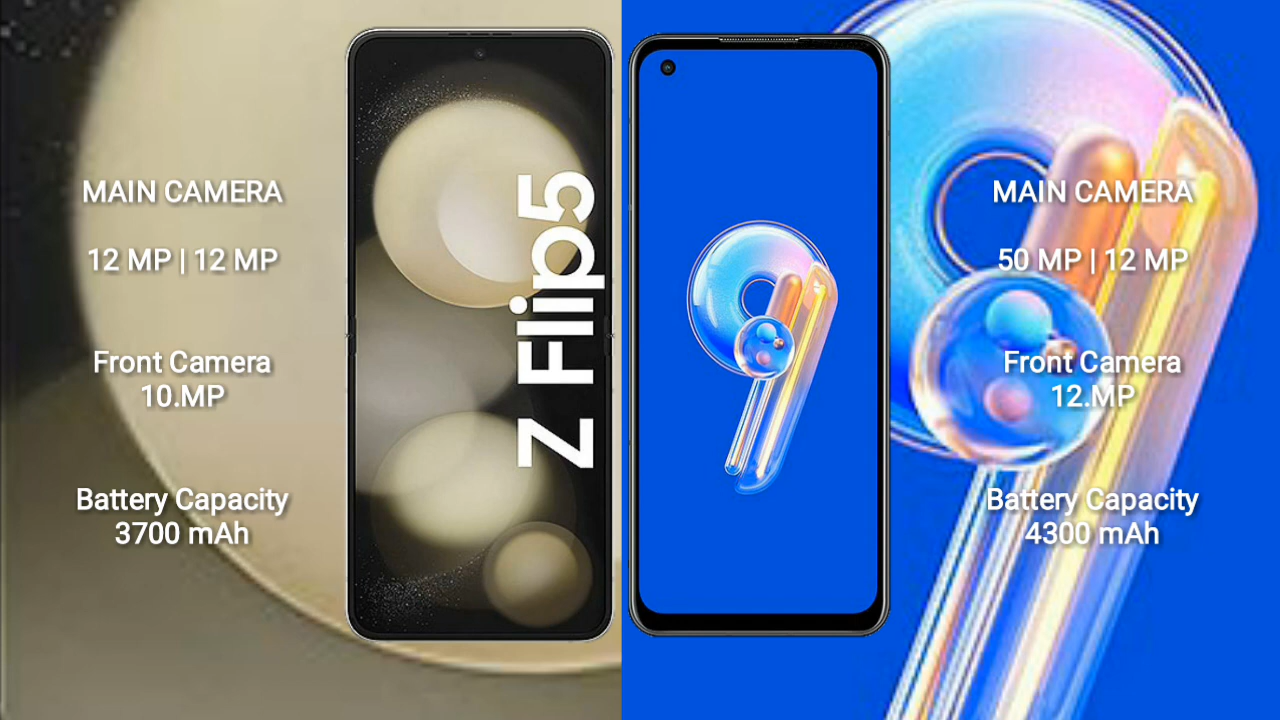 MAIN CAMERA
12 MP | 12 MP
Front Camera
10.MP
Battery Capacity
3700 mAh
Z Flip5
MAIN CAMERA
50 MP | 12 MP
Front Camera
12.MP
Battery Capacity
4300 mAh